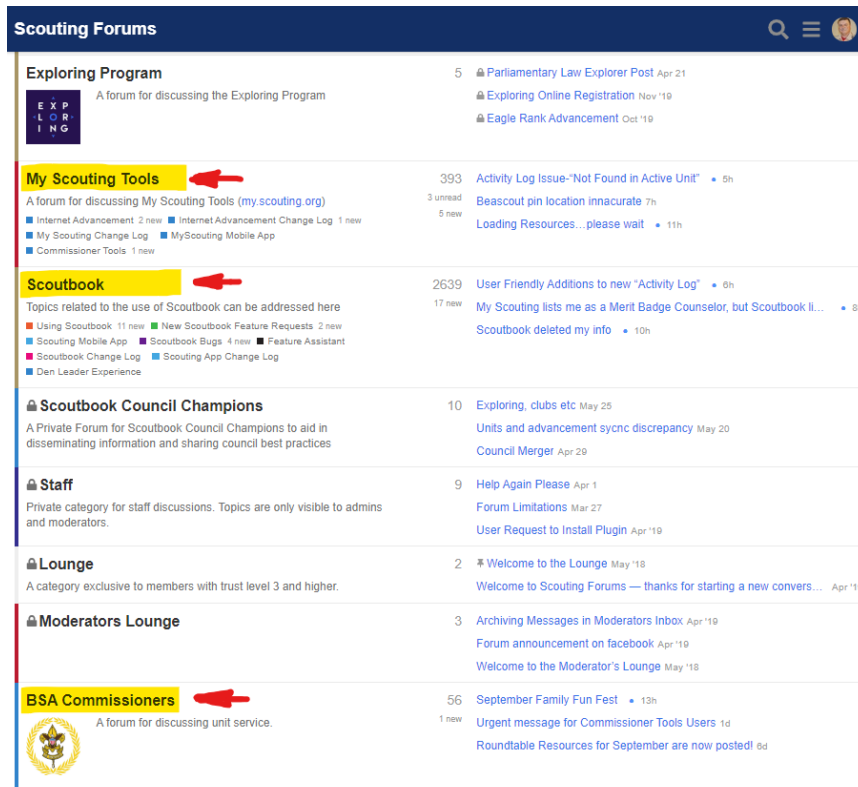 Scouting Forums
Exploring Program
5
Parliamentary Law Explorer Post Apr 21
EXP
LOR
ING
A forum for discussing the Exploring Program
Exploring Online Registration Nov '19
Eagle Rank Advancement Oct '19
My Scouting Tools
393
Activity Log Issue-“Not Found in Active Unit” • 5h
A forum for discussing My Scouting Tools (my.scouting.org)
3 unread
Beascout pin location innacurate 7h
Internet Advancement 2 new Internet Advancement Change Log 1 new
5 new
Loading Resources…please wait • 11h
My Scouting Change Log MyScouting Mobile App
Commissioner Tools 1 new
Scoutbook
2639
User Friendly Additions to new “Activity Log” • 6h
Topics related to the use of Scoutbook can be addressed here
17 new
My Scouting lists me as a Merit Badge Counselor, but Scoutbook li… • 8
Using Scoutbook 11 new New Scoutbook Feature Requests 2 new
Scoutbook deleted my info • 10h
Scouting Mobile App Scoutbook Bugs 4 new Feature Assistant
Scoutbook Change Log Scouting App Change Log
Den Leader Experience
Scoutbook Council Champions
10
Exploring, clubs etc May 25
A Private Forum for Scoutbook Council Champions to aid in
disseminating information and sharing council best practices
Units and advancement sycnc discrepancy May 20
Council Merger Apr 29
Staff
9
Help Again Please Apr 1
Private category for staff discussions. Topics are only visible to admins
and moderators.
Forum Limitations Mar 27
User Request to Install Plugin Apr '19
Lounge
2
Welcome to the Lounge May '18
A category exclusive to members with trust level 3 and higher.
Welcome to Scouting Forums — thanks for starting a new convers… Apr '1
Moderators Lounge
3
Archiving Messages in Moderators Inbox Apr '19
Forum announcement on facebook Apr '19
Welcome to the Moderator’s Lounge May '18
BSA Commissioners
56
September Family Fun Fest • 13h
A forum for discussing unit service.
1 new
Urgent message for Commissioner Tools Users 1d
Roundtable Resources for September are now posted! 6d